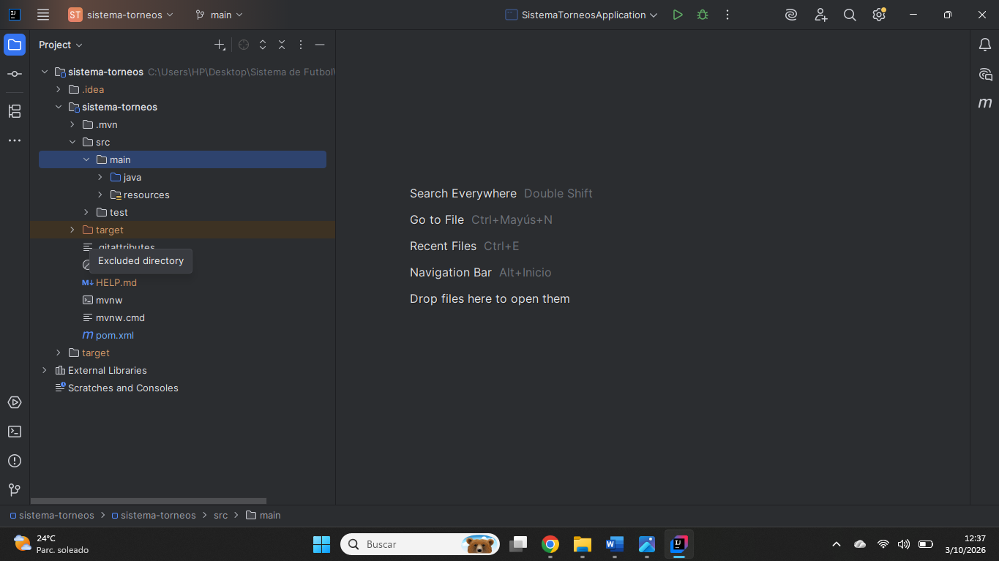 ST sistema-torneos
main
SistemaTorneosApplication
Project
sistema-torneos C:\Users\HP\Desktop\Sistema de Futbol\
.idea
sistema-torneos
.mvn
src
main
java
resources
test
target
.gitattributes
Excluded directory
M↓ HELP.md
mvnw
mvnw.cmd
m pom.xml
target
External Libraries
Scratches and Consoles
Search Everywhere Double Shift
Go to File Ctrl+Mayús+N
Recent Files Ctrl+E
Navigation Bar Alt+Inicio
Drop files here to open them
m
sistema-torneos > sistema-torneos > src > main
24°C
Parc. soleado
Buscar
12:37
3/10/2026